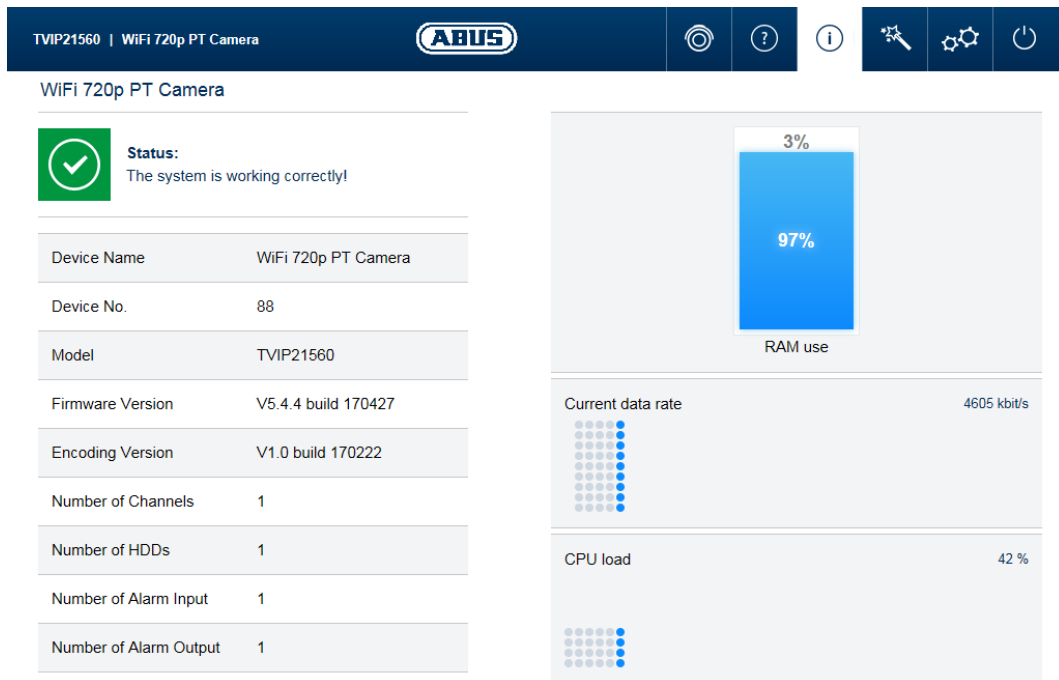 TVIP21560 | WiFi 720p PT Camera
ABUS
?
i
WiFi 720p PT Camera
Status:
The system is working correctly!
Device Name WiFi 720p PT Camera
Device No. 88
Model TVIP21560
Firmware Version V5.4.4 build 170427
Encoding Version V1.0 build 170222
Number of Channels 1
Number of HDDs 1
Number of Alarm Input 1
Number of Alarm Output 1
3%
97%
RAM use
Current data rate 4605 kbit/s
CPU load 42 %